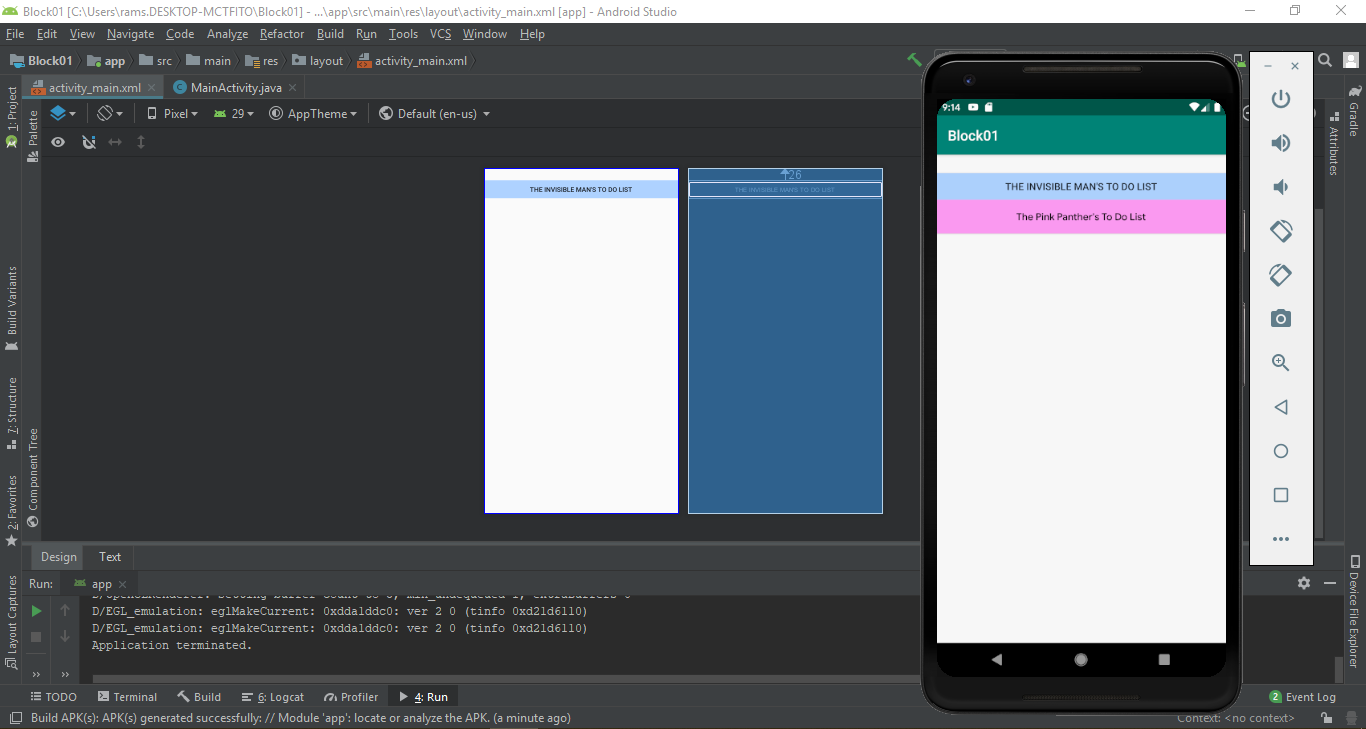 Block01 [C:\Users\rams.DESKTOP-MCTFITO\Block01] - ...\app\src\main\res\layout\activity_main.xml [app] - Android Studio
File Edit View Navigate Code Analyze Refactor Build Run Tools VCS Window Help
Block01 app src main res layout activity_main.xml
activity_main.xml MainActivity.java
Pixel 29 AppTheme Default (en-us)
1: Project
Build Variants
7: Structure
2: Favorites
Layout Captures
Palette
Component Tree
THE INVISIBLE MAN'S TO DO LIST
126
THE INVISIBLE MAN'S TO DO LIST
9:14
Block01
THE INVISIBLE MAN'S TO DO LIST
The Pink Panther's To Do List
Gradle
Attributes
Device File Explorer
Design Text
Run: app
D/EGL_emulation: eglMakeCurrent: 0xdda1ddc0: ver 2 0 (tinfo 0xd21d6110)
D/EGL_emulation: eglMakeCurrent: 0xdda1ddc0: ver 2 0 (tinfo 0xd21d6110)
Application terminated.
TODO Terminal Build 6: Logcat Profiler 4: Run 2 Event Log
Build APK(s): APK(s) generated successfully: // Module 'app': locate or analyze the APK. (a minute ago) Context: <no context>